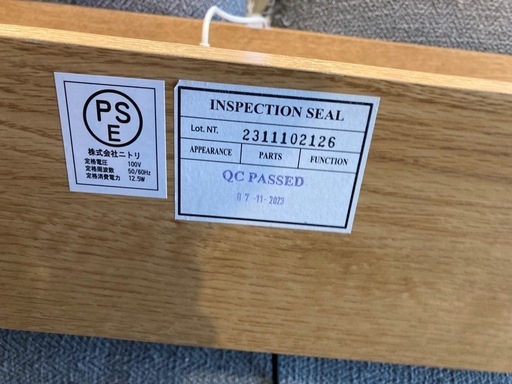 PS
E
株式会社ニトリ
定格電圧 100V
定格周波数 50/60Hz
定格消費電力 12.5W
INSPECTION SEAL
Lot. NT. 2311102126
APPEARANCE PARTS FUNCTION
QC PASSED
07-11-2023